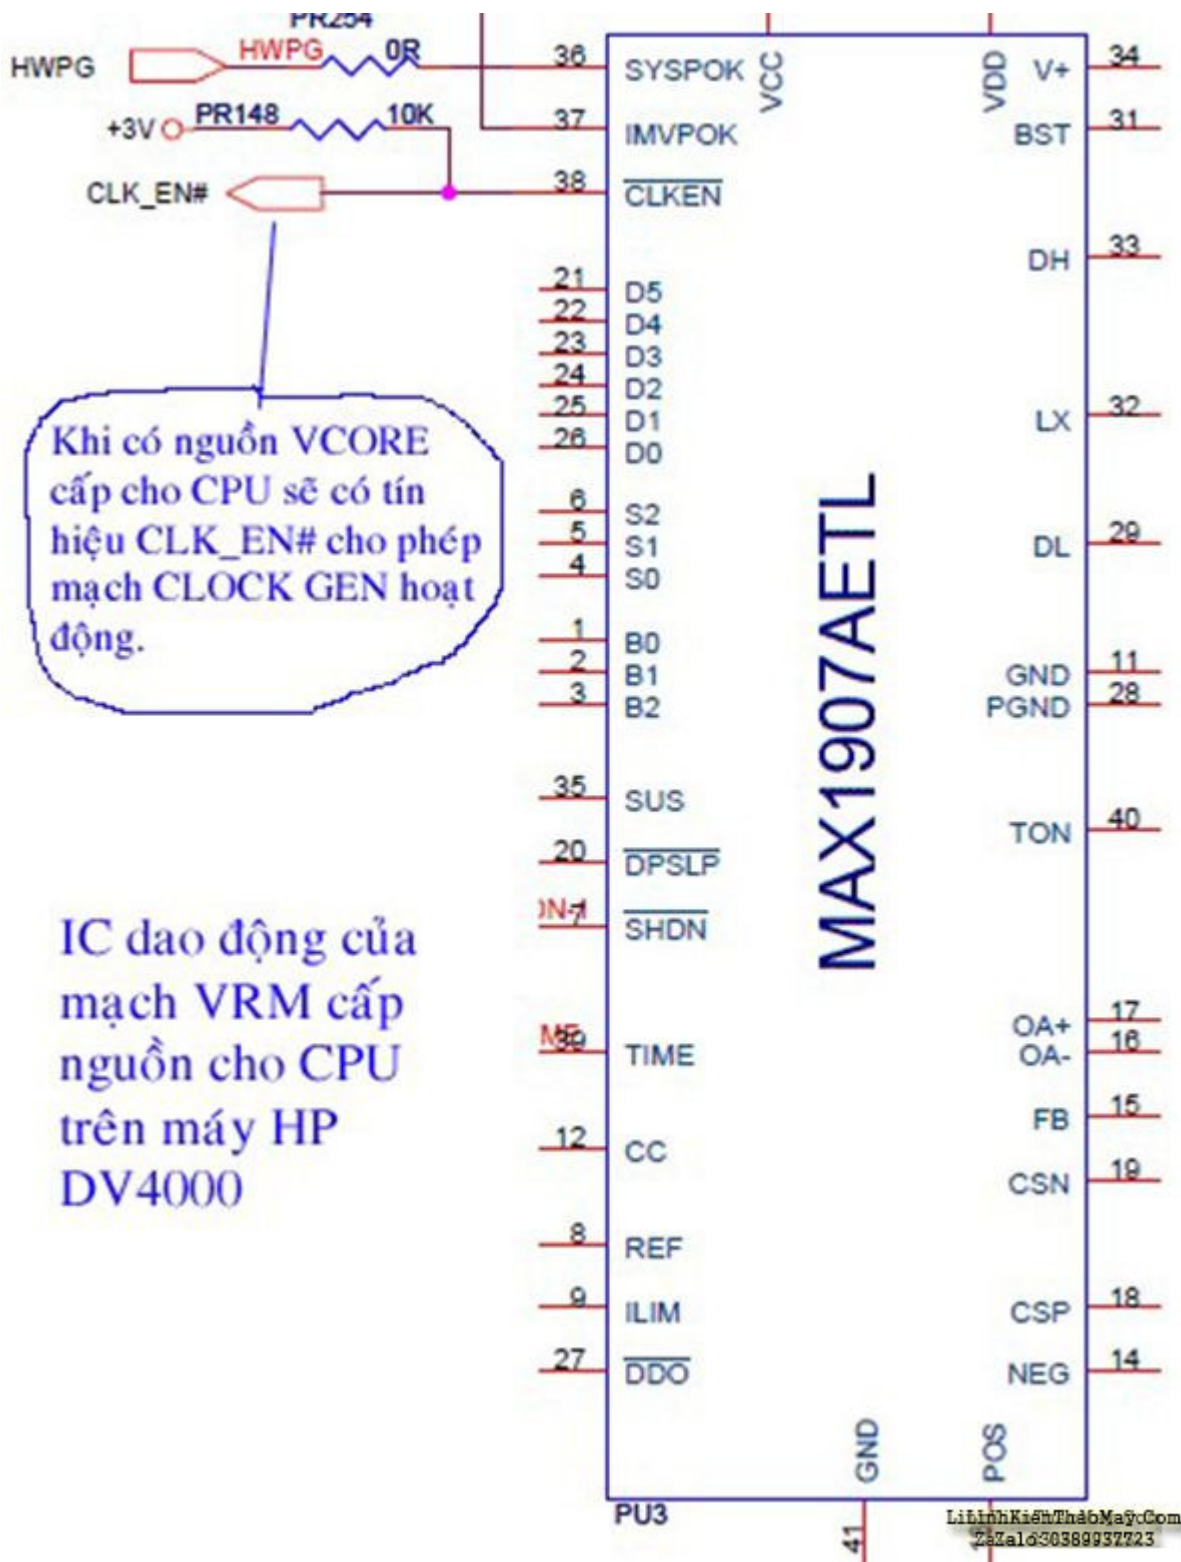 PR254
HWPG
HWPG
0R
36
SYSPOK
VCC
VDD
V+
34
+3V
PR148
10K
37
IMVPOK
BST
31
CLK_EN#
38
CLKEN
DH
33
21
D5
22
D4
23
D3
24
D2
25
D1
26
D0
LX
32
Khi có nguồn VCORE
cấp cho CPU sẽ có tín
hiệu CLK_EN# cho phép
mạch CLOCK GEN hoạt
động.
6
S2
5
S1
4
S0
DL
29
1
B0
2
B1
3
B2
GND
11
PGND
28
MAX1907AETL
35
SUS
TON
40
20
DPSLP
7
SHDN
IC dao động của
mạch VRM cấp
nguồn cho CPU
trên máy HP
DV4000
39
TIME
OA+
17
OA-
16
12
CC
FB
15
CSN
19
8
REF
9
ILIM
CSP
18
27
DDO
NEG
14
GND
POS
PU3
41